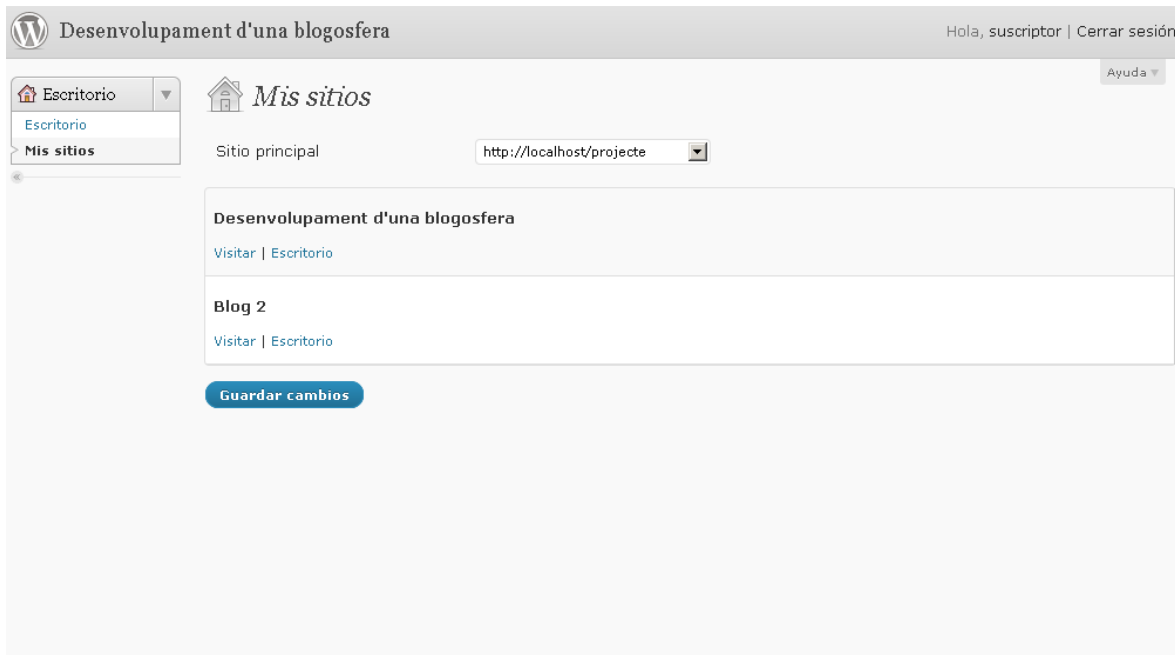 Desenvolupament d'una blogosfera
Hola, suscriptor | Cerrar sesión
Ayuda
Escritorio
Escritorio
Mis sitios
Mis sitios
Sitio principal http://localhost/projecte
Desenvolupament d'una blogosfera
Visitar | Escritorio
Blog 2
Visitar | Escritorio
Guardar cambios